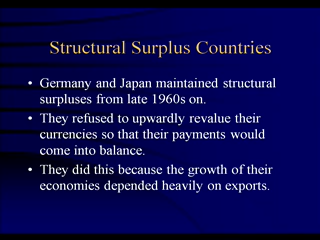 Structural Surplus Countries
• Germany and Japan maintained structural
surpluses from late 1960s on.
• They refused to upwardly revalue their
currencies so that their payments would
come into balance.
• They did this because the growth of their
economies depended heavily on exports.